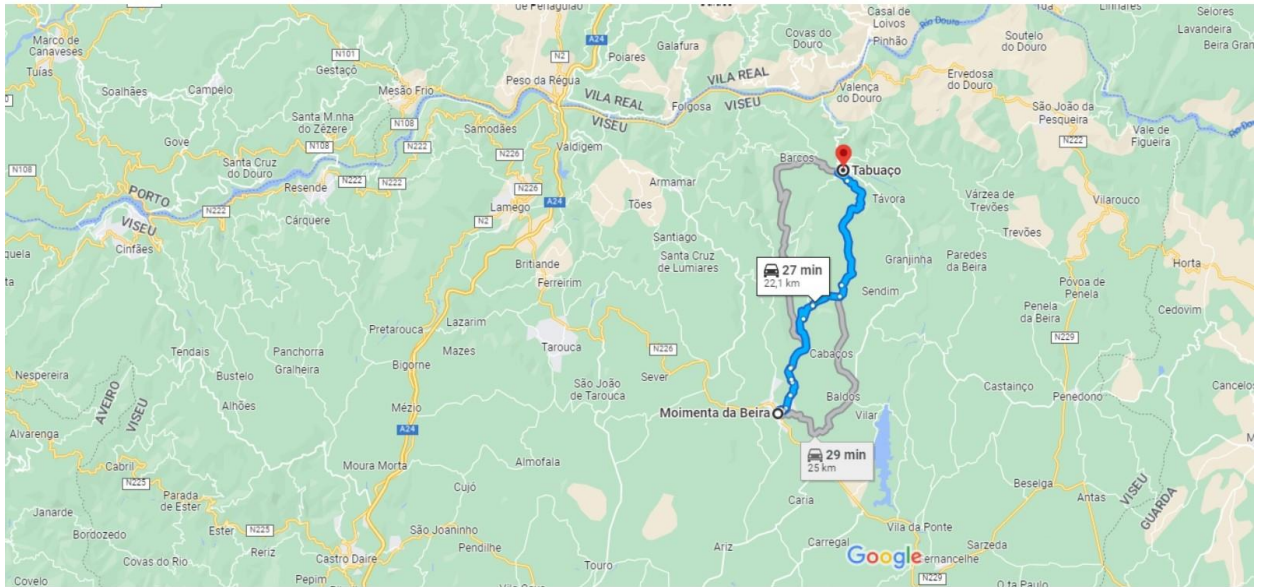 de Penaguião
Linhares
Seixo de
Casal de
Loivos
Pinhão
Rio Douro
Covas do
Douro
Soutelo
do Douro
Lavandeira
Marco de
Canaveses
N101
Gestaçô
A24
N2
Galafura
Poiares
Tuías
Soalhães
Campelo
Mesão Frio
Peso da Régua
VILA REAL
VILA REAL
VISEU
VISEU
Folgosa
Valença
do Douro
Ervedosa
do Douro
São João da
Pesqueira
Vale de
Figueira
N222
Santa M nha
do Zêzere
N108
N108
N222
Samodães
N226
Valdigem
Gove
Santa Cruz
do Douro
N108
Resende
N222
N222
Barcos
Tabuaço
Távora
Armamar
Tões
Várzea de
Trevões
Trevões
Vilarouco
PORTO
VISEU
N222
Cinfães
Cárquere
Lamego
N226
A24
N2
Britiande
Ferreirim
Santiago
Santa Cruz
de Lumiares
Granjinha
Paredes
da Beira
Horta
27 min
22,1 km
Sendim
Póvoa de
Penela
Penela
da Beira
Cedovim
N229
Pretarouca
Lazarim
Mazes
Bigorne
Tarouca
N226
Sever
São João
de Tarouca
Cabaços
Baldos
Vilar
Castainço
Penedono
Tendais
Panchorra
Gralheira
Bustelo
Alhões
Nespereira
AVEIRO
VISEU
Mézio
A24
Moimenta da Beira
29 min
25 km
Alvarenga
Cabril
N225
Moura Morta
Almofala
Cujó
Caria
Beselga
Antas
VISEU
GUARDA
Janarde
Parada
de Ester
Bordozedo
Ester
N225
Reriz
Covas do Rio
Castro Daire
São Joaninho
Pendilhe
Ariz
Carregal
Vila da Ponte
Sarzeda
Google
ernancelhe
N229
Covelo
Pepim
Touro